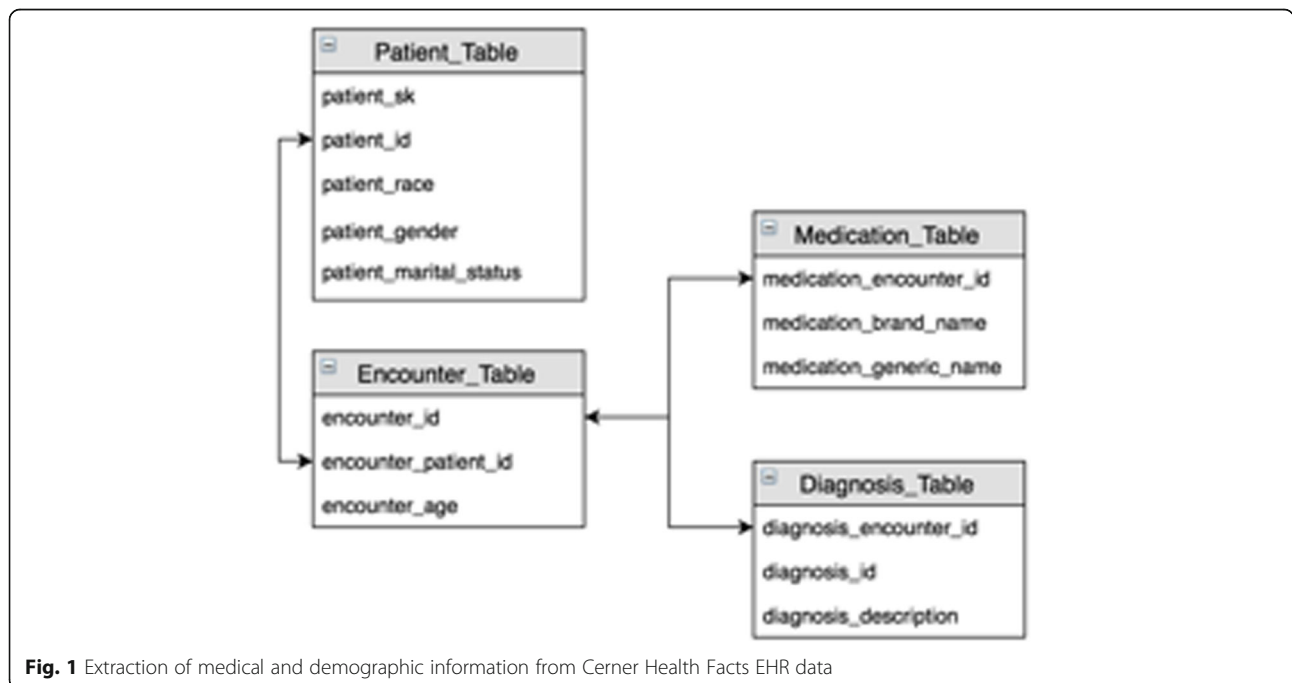 Patient_Table
patient_sk
patient_id
patient_race
patient_gender
patient_marital_status
Encounter_Table
encounter_id
encounter_patient_id
encounter_age
Medication_Table
medication_encounter_id
medication_brand_name
medication_generic_name
Diagnosis_Table
diagnosis_encounter_id
diagnosis_id
diagnosis_description
Fig. 1 Extraction of medical and demographic information from Cerner Health Facts EHR data